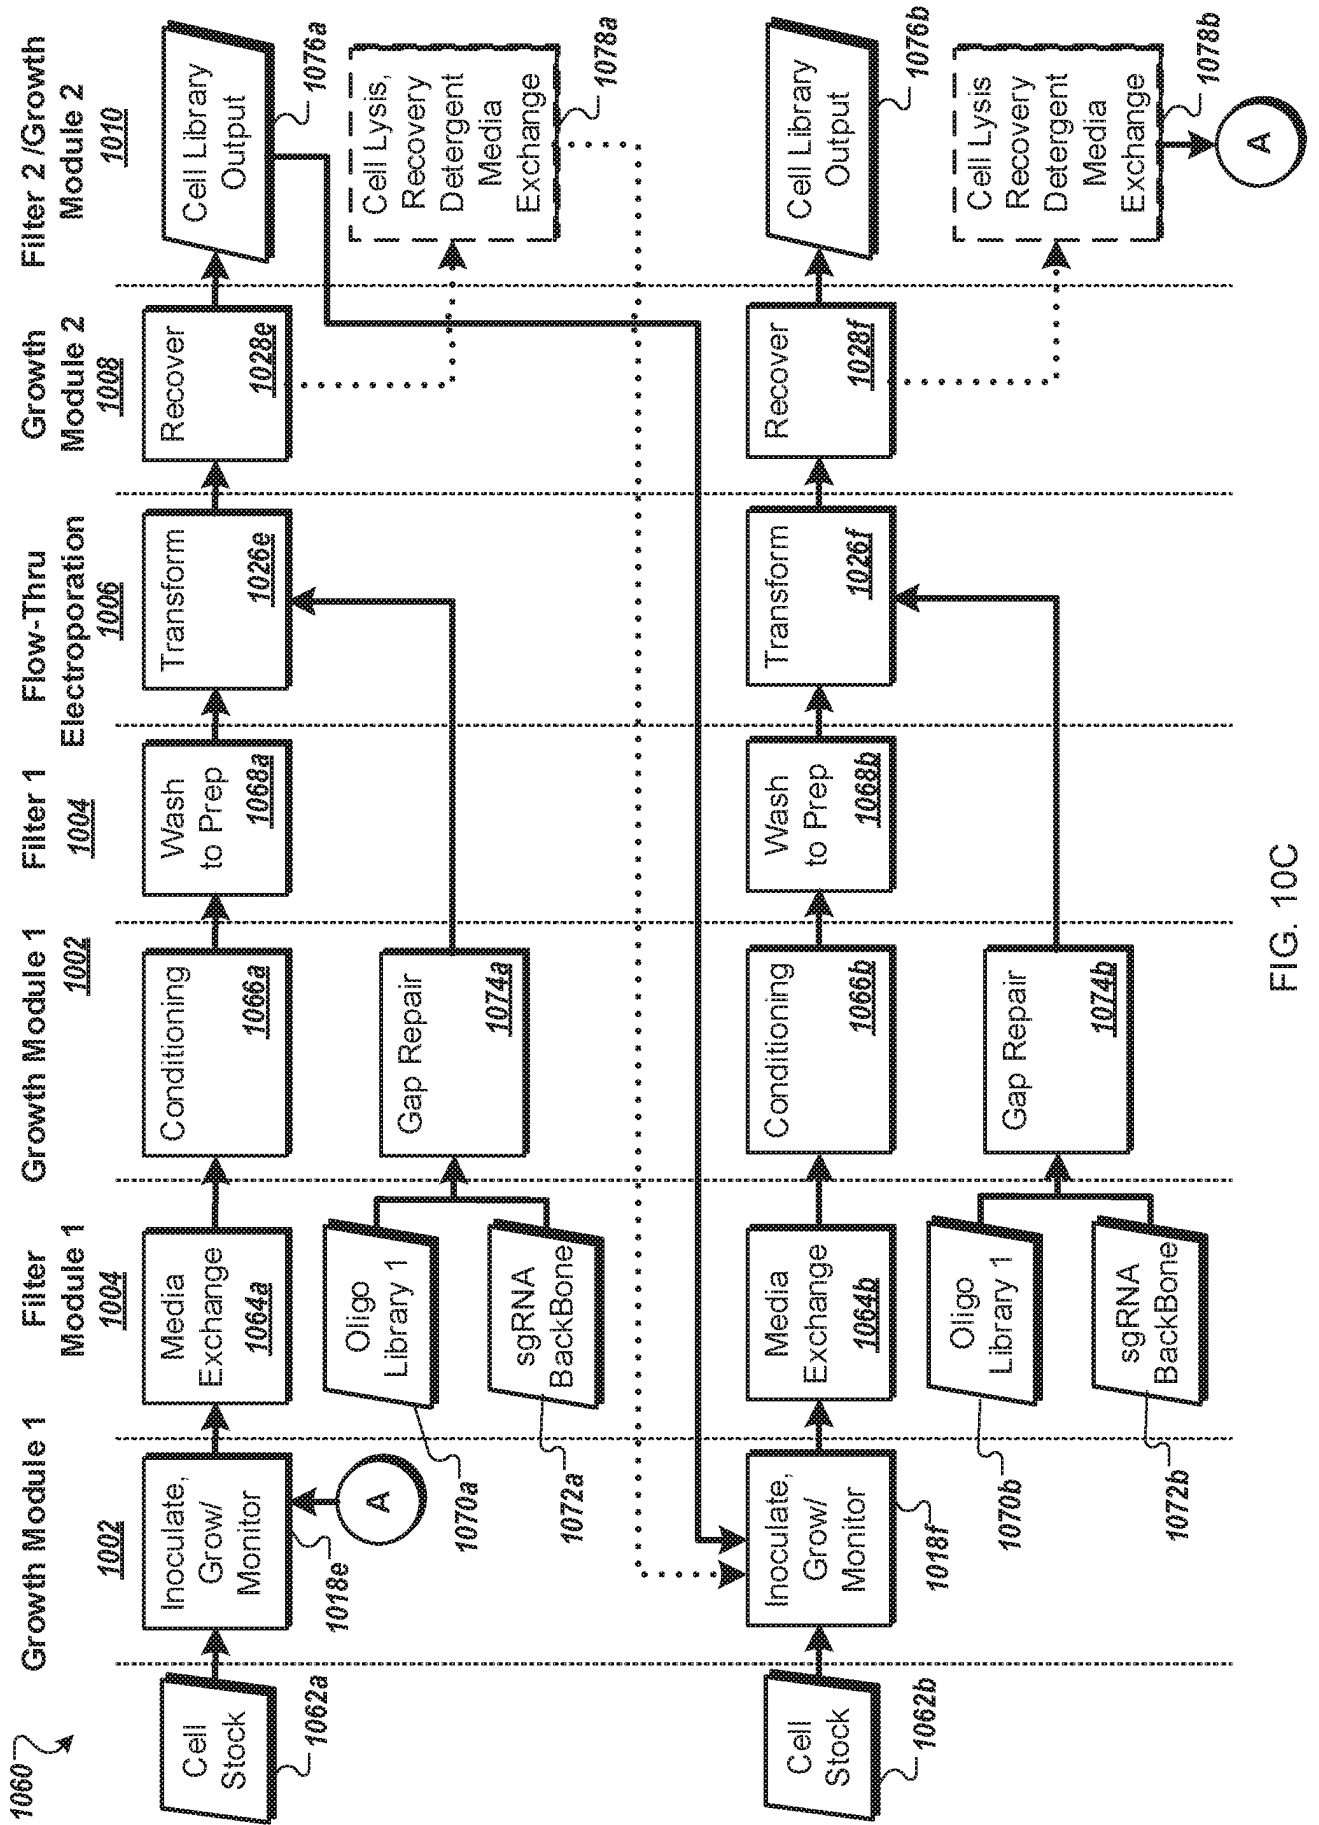 1060
Growth Module 1
1002
Filter
Module 1
1004
Growth Module 1
1002
Filter 1
1004
Flow-Thru
Electroporation
1006
Growth
Module 2
1008
Filter 2 /Growth
Module 2
1010
Cell
Stock
1062a
Inoculate,
Grow/
Monitor
1018e
A
Media
Exchange
1064a
Conditioning
1066a
Wash
to Prep
1068a
Transform
1026e
Recover
1028e
Cell Library
Output
1076a
Oligo
Library 1
1070a
sgRNA
BackBone
1072a
Gap Repair
1074a
Cell Lysis,
Recovery
Detergent
Media
Exchange
1078a
Cell
Stock
1062b
Inoculate,
Grow/
Monitor
1018f
Media
Exchange
1064b
Conditioning
1066b
Wash
to Prep
1068b
Transform
1026f
Recover
1028f
Cell Library
Output
1076b
Oligo
Library 1
1070b
sgRNA
BackBone
1072b
Gap Repair
1074b
Cell Lysis
Recovery
Detergent
Media
Exchange
1078b
A
FIG. 10C